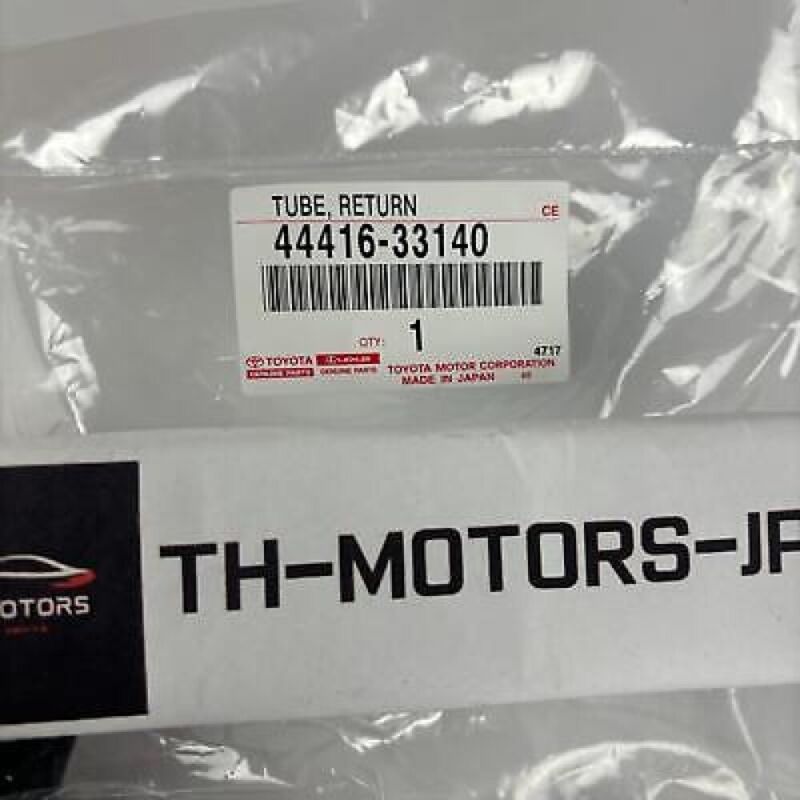 TUBE, RETURN
CE
44416-33140
QTY: 1
4717
TOYOTA LEXUS
GENUINE PARTS GENUINE PARTS
TOYOTA MOTOR CORPORATION
MADE IN JAPAN
OTORS
TH-MOTORS-JP